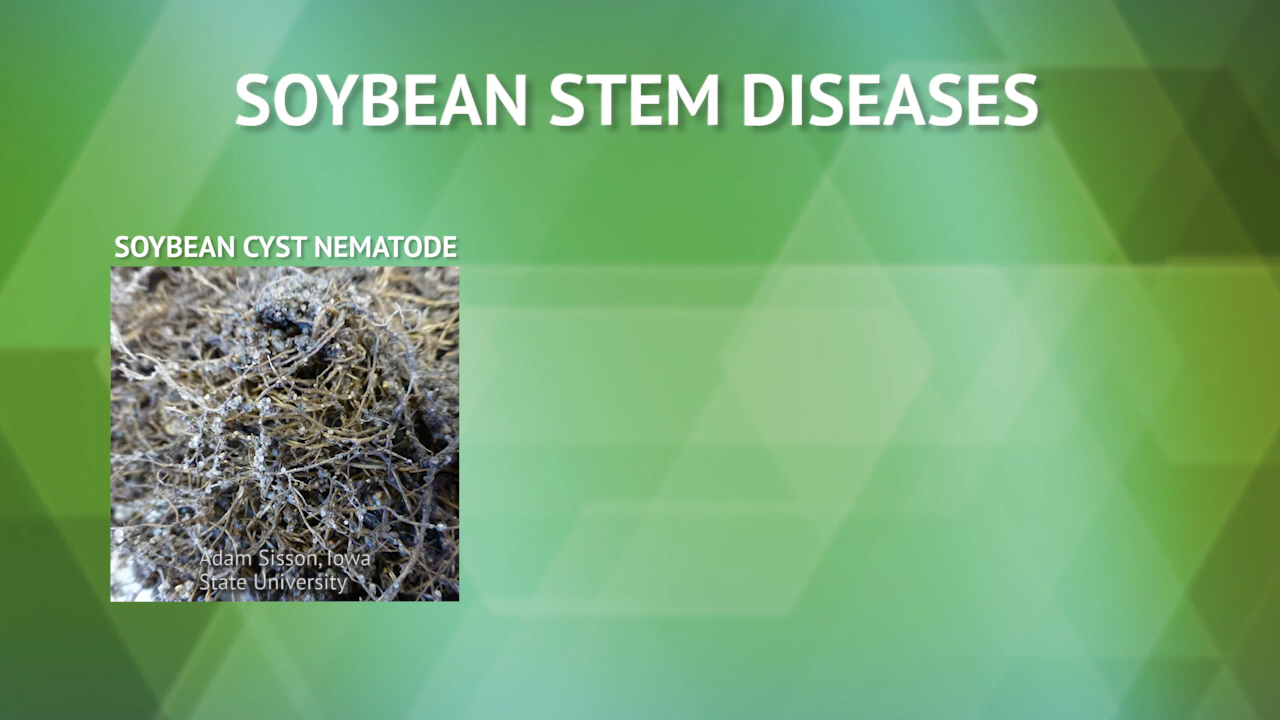 SOYBEAN STEM DISEASES
SOYBEAN CYST NEMATODE
Adam Sisson, Iowa
State University